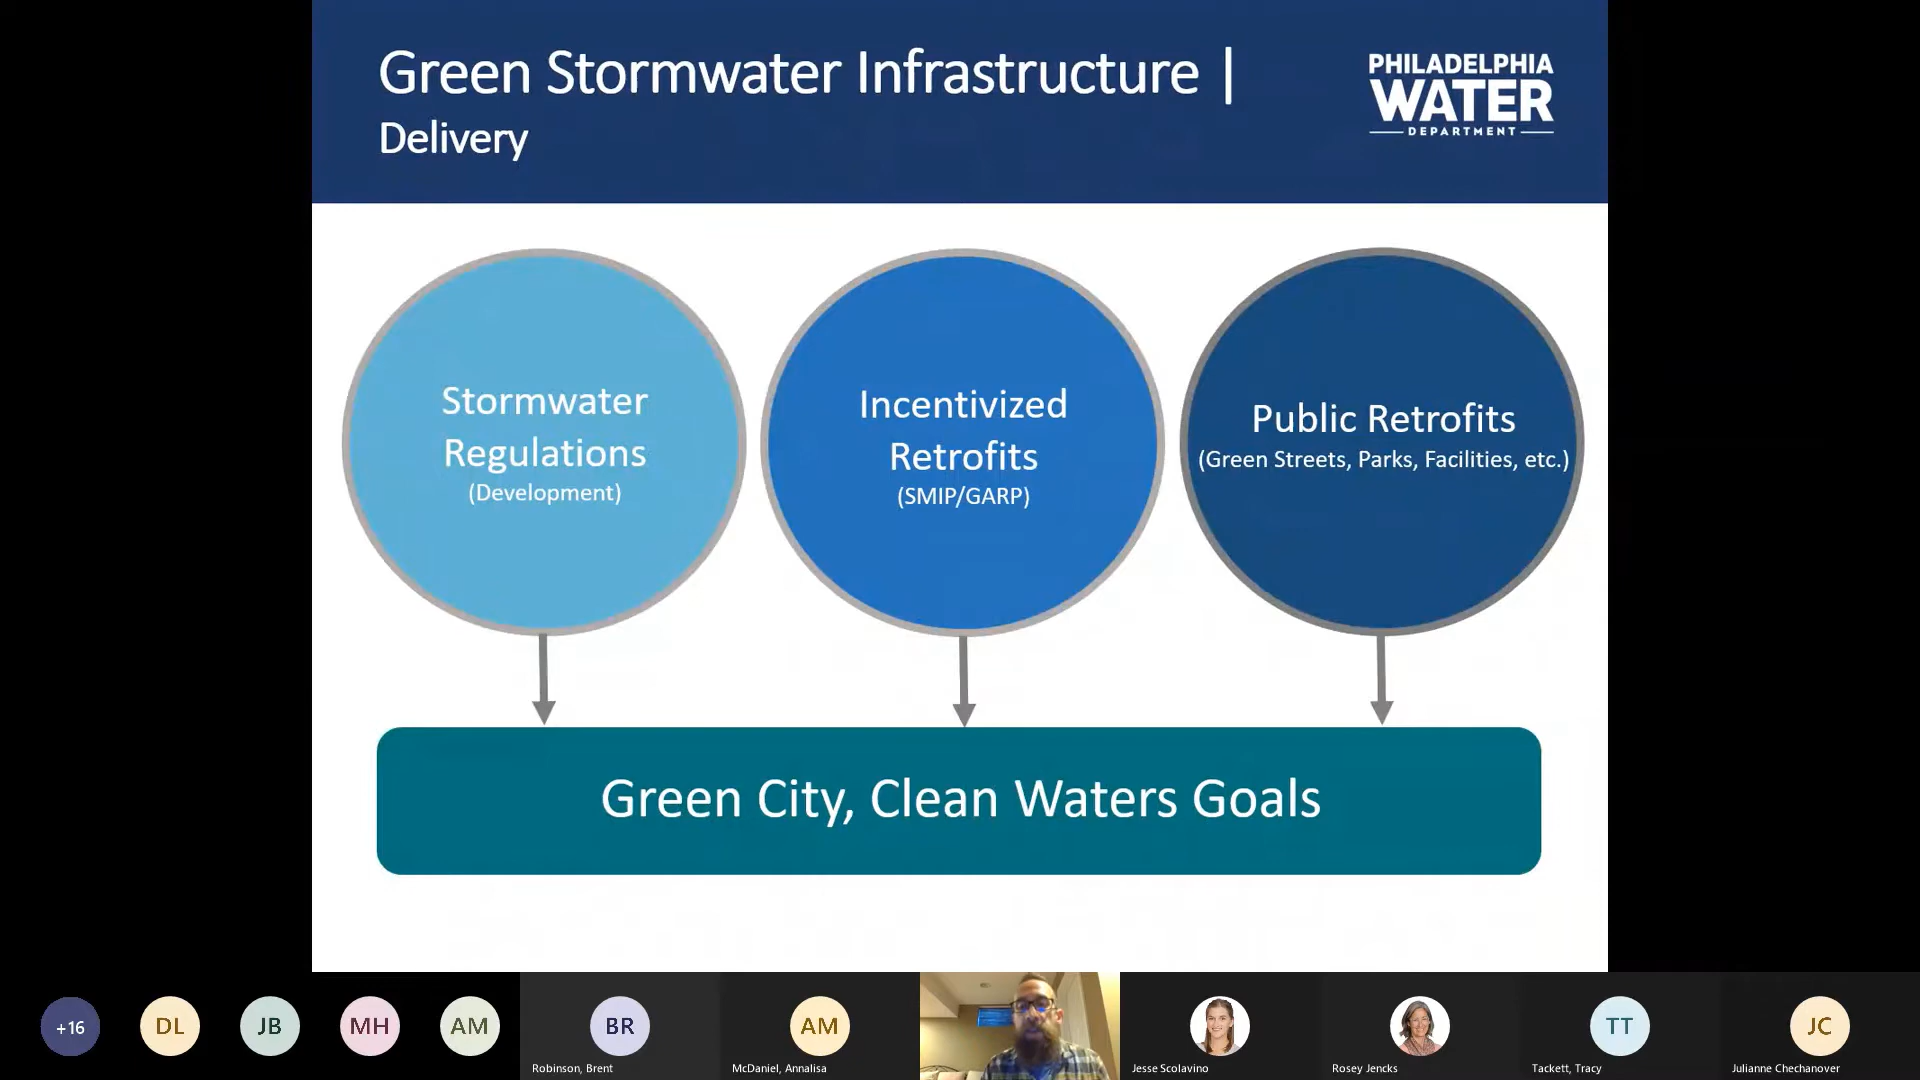 Green Stormwater Infrastructure |
Delivery
PHILADELPHIA
WATER
DEPARTMENT
Stormwater
Regulations
(Development)
Incentivized
Retrofits
(SMIP/GARP)
Public Retrofits
(Green Streets, Parks, Facilities, etc.)
Green City, Clean Waters Goals
+16
DL
JB
MH
AM
BR
Robinson, Brent
AM
McDaniel, Annalisa
Jesse Scolavino
Rosey Jencks
TT
Tackett, Tracy
JC
Julianne Chechanover